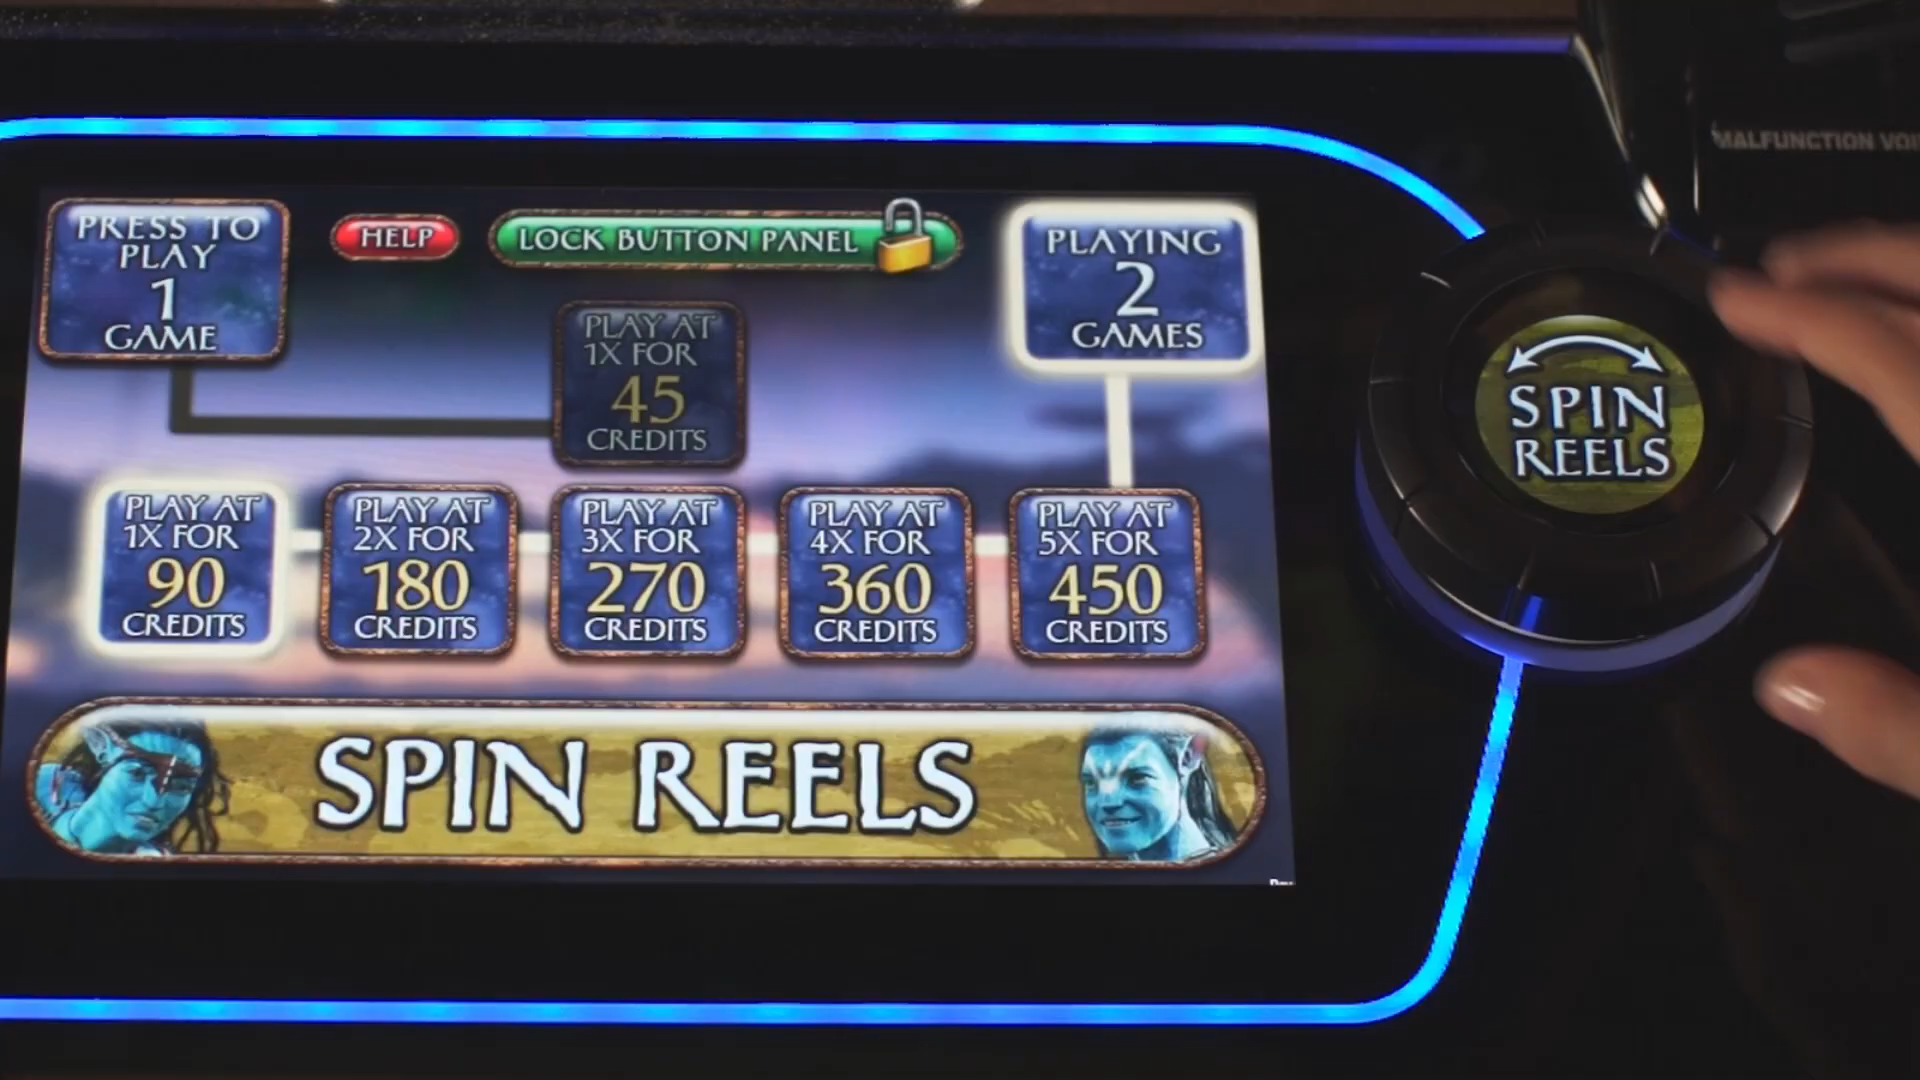 MALFUNCTION VOI
PRESS TO
PLAY
1
GAME
HELP
LOCK BUTTON PANEL
PLAYING
2
GAMES
PLAY AT
1X FOR
45
CREDITS
SPIN
REELS
PLAY AT
1X FOR
90
CREDITS
PLAY AT
2X FOR
180
CREDITS
PLAY AT
3X FOR
270
CREDITS
PLAY AT
4X FOR
360
CREDITS
PLAY AT
5X FOR
450
CREDITS
SPIN REELS